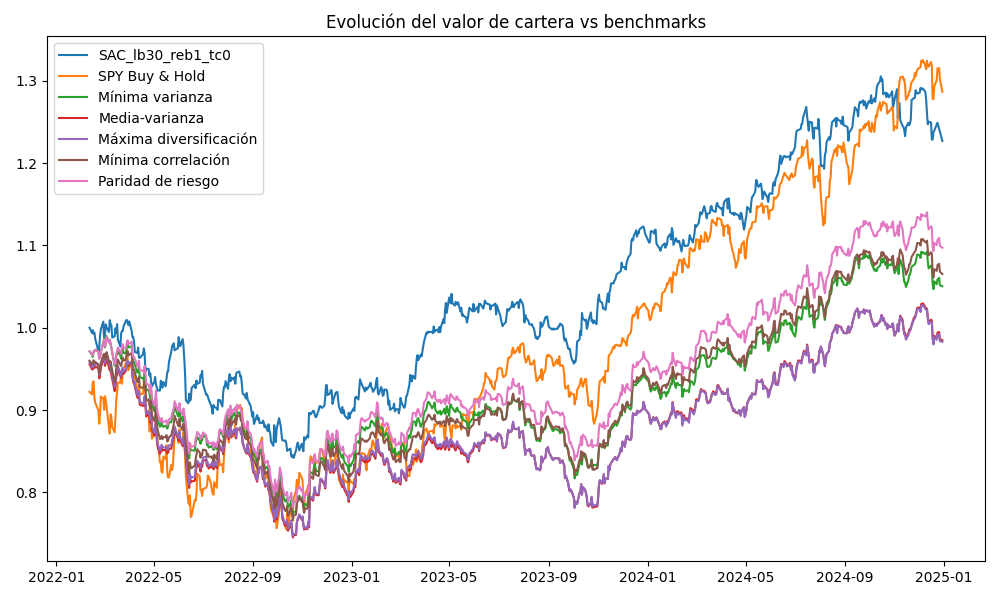 Evolución del valor de cartera vs benchmarks
SAC_lb30_reb1_tc0
SPY Buy & Hold
Mínima varianza
Media-varianza
Máxima diversificación
Mínima correlación
Paridad de riesgo
1.3
1.2
1.1
1.0
0.9
0.8
2022-01 2022-05 2022-09 2023-01 2023-05 2023-09 2024-01 2024-05 2024-09 2025-01